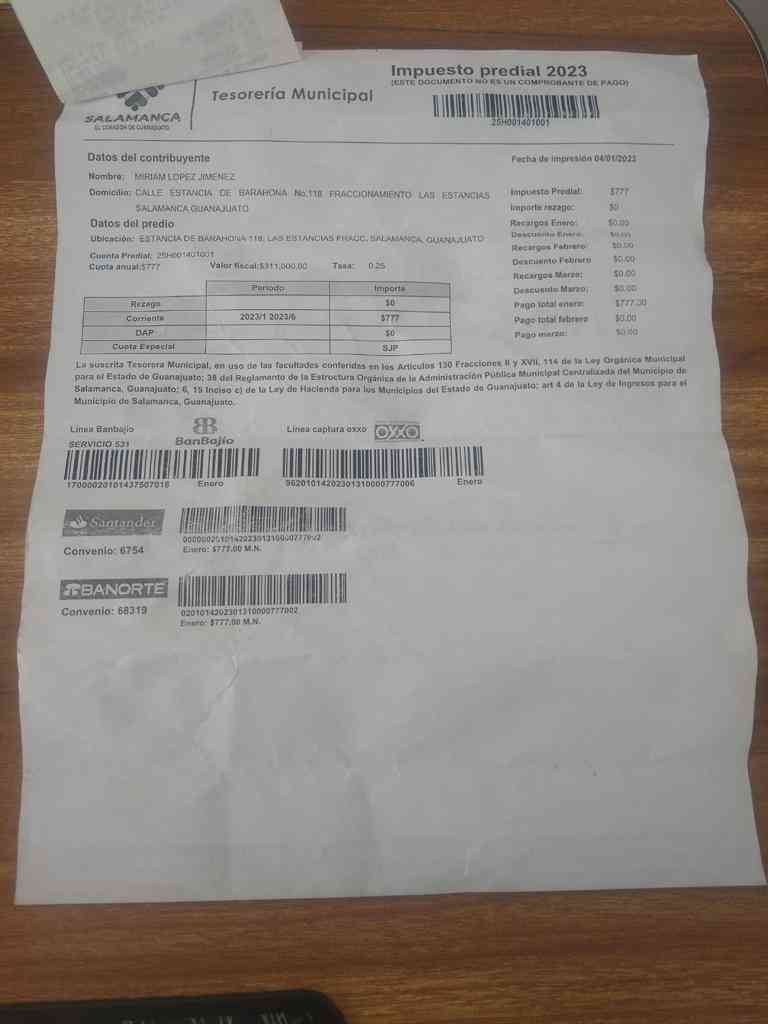 Impuesto predial 2023
(ESTE DOCUMENTO NO ES UN COMPROBANTE DE PAGO)
SALAMANCA
EL CORAZÓN DE GUANAJUATO
Tesorería Municipal
25H001401001
Datos del contribuyente
Fecha de impresión 04/01/2023
Nombre: MIRIAM LOPEZ JIMENEZ
Domicilio: CALLE ESTANCIA DE BARAHONA No.118 FRACCIONAMIENTO LAS ESTANCIAS
SALAMANCA,GUANAJUATO
Datos del predio
Ubicación: ESTANCIA DE BARAHONA 118; LAS ESTANCIAS FRACC. SALAMANCA, GUANAJUATO
Cuenta Predial: 25H001401001
Cuota anual:$777 Valor fiscal:$311,000.00 Tasa: 0.25
Impuesto Predial: $777
Importe rezago: $0
Recargos Enero: $0.00
Descuento Enero: $0.00
Recargos Febrero: $0.00
Descuento Febrero $0.00
Recargos Marzo: $0.00
Descuento Marzo: $0.00
Pago total enero: $777.00
Pago total febrero $0.00
Pago marzo: $0.00
Periodo Importe
Rezago $0
Corriente 2023/1 2023/6 $777
DAP $0
Cuota Especial SJP
La suscrita Tesorera Municipal, en uso de las facultades conferidas en los Artículos 130 Fracciones II y XVII, 114 de la Ley Orgánica Municipal
para el Estado de Guanajuato; 38 del Reglamento de la Estructura Orgánica de la Administración Pública Municipal Centralizada del Municipio de
Salamanca, Guanajuato; 6, 15 Inciso c) de la Ley de Hacienda para los Municipios del Estado de Guanajuato; art 4 de la Ley de Ingresos para el
Municipio de Salamanca, Guanajuato.
Línea Banbajio
SERVICIO 531
BanBajío
Línea captura oxxo
OXXO
17000020101437507018 Enero
96201014202301310000777006 Enero
Santander
Convenio: 6754
Enero: $777.00 M.N.
BANORTE
Convenio: 68319
0201014202301310000777002
Enero: $777.00 M.N.